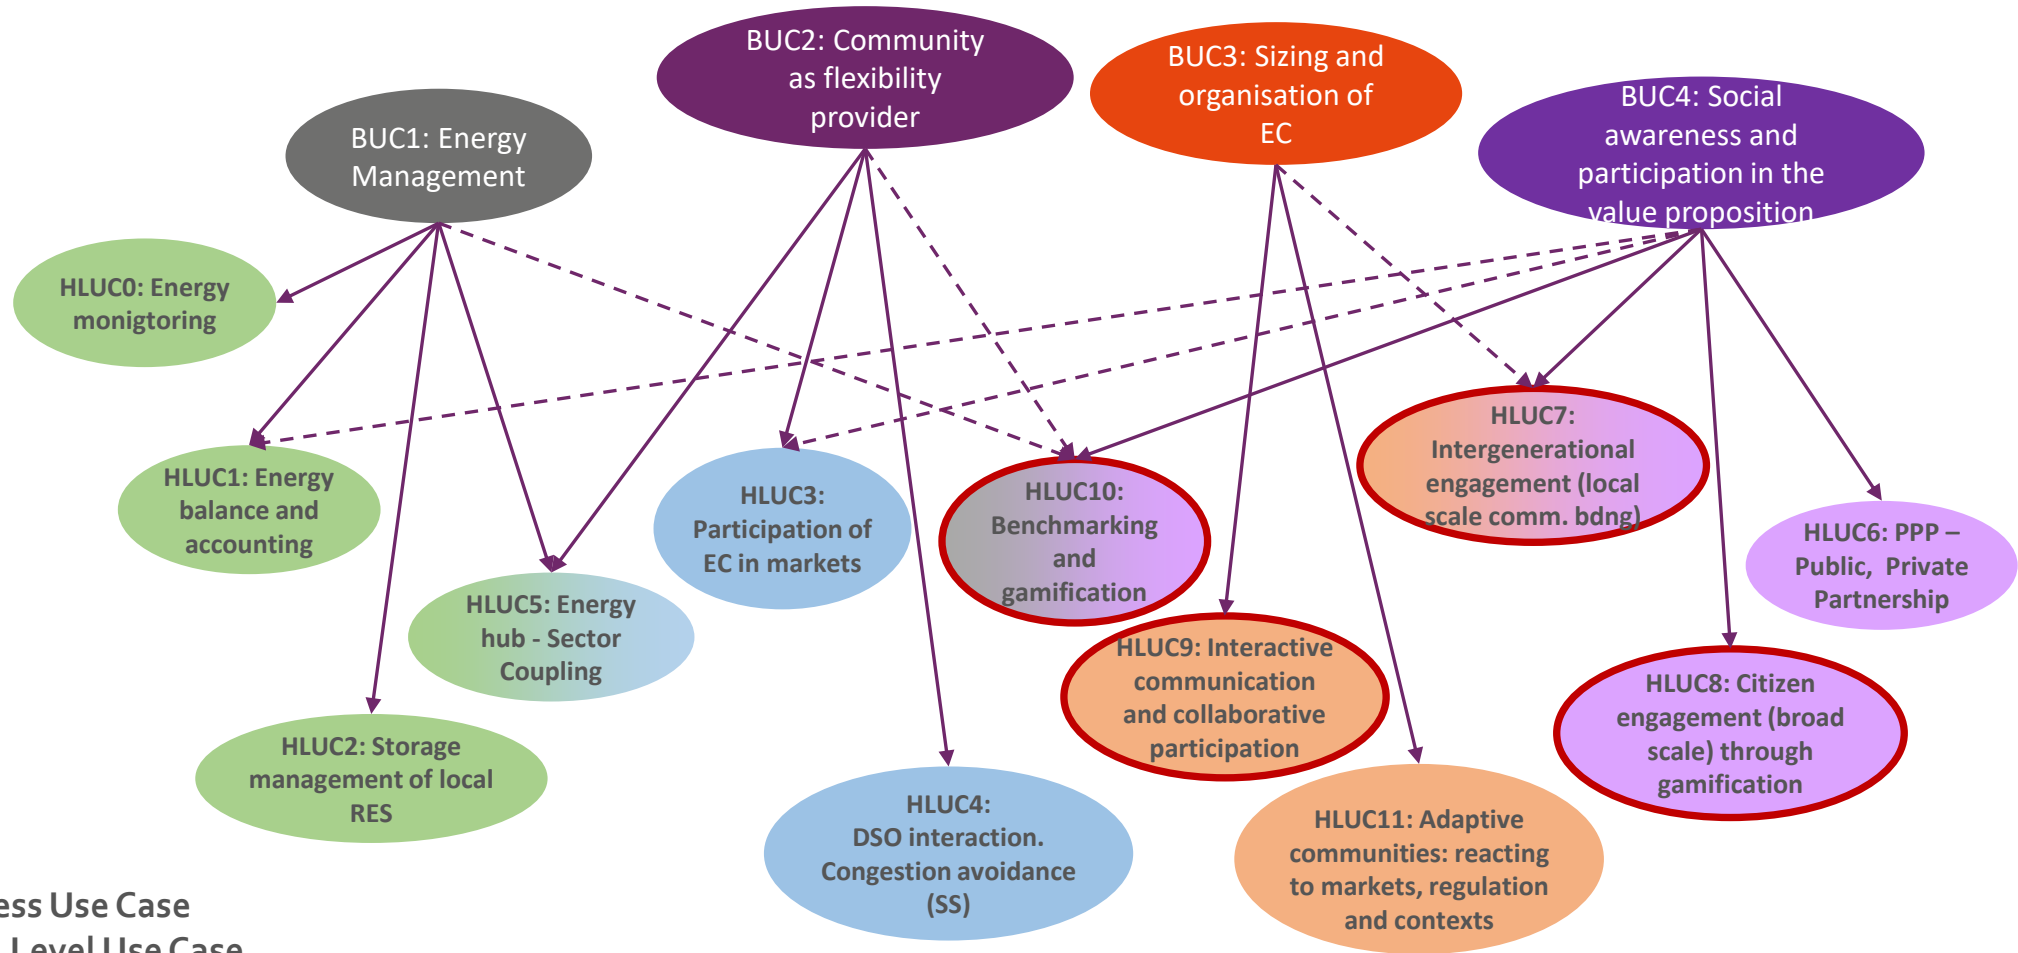 BUC1: Energy
Management
BUC2: Community
as flexibility
provider
BUC3: Sizing and
organisation of
EC
BUC4: Social
awareness and
participation in the
value proposition
HLUC0: Energy
monigtoring
HLUC1: Energy
balance and
accounting
HLUC2: Storage
management of local
RES
HLUC5: Energy
hub - Sector
Coupling
HLUC3:
Participation of
EC in markets
HLUC4:
DSO interaction.
Congestion avoidance
(SS)
HLUC10:
Benchmarking
and
gamification
HLUC9: Interactive
communication
and collaborative
participation
HLUC11: Adaptive
communities: reacting
to markets, regulation
and contexts
HLUC7:
Intergenerational
engagement (local
scale comm. bdng)
HLUC8: Citizen
engagement (broad
scale) through
gamification
HLUC6: PPP –
Public, Private
Partnership
ess Use Case
Level Use Case